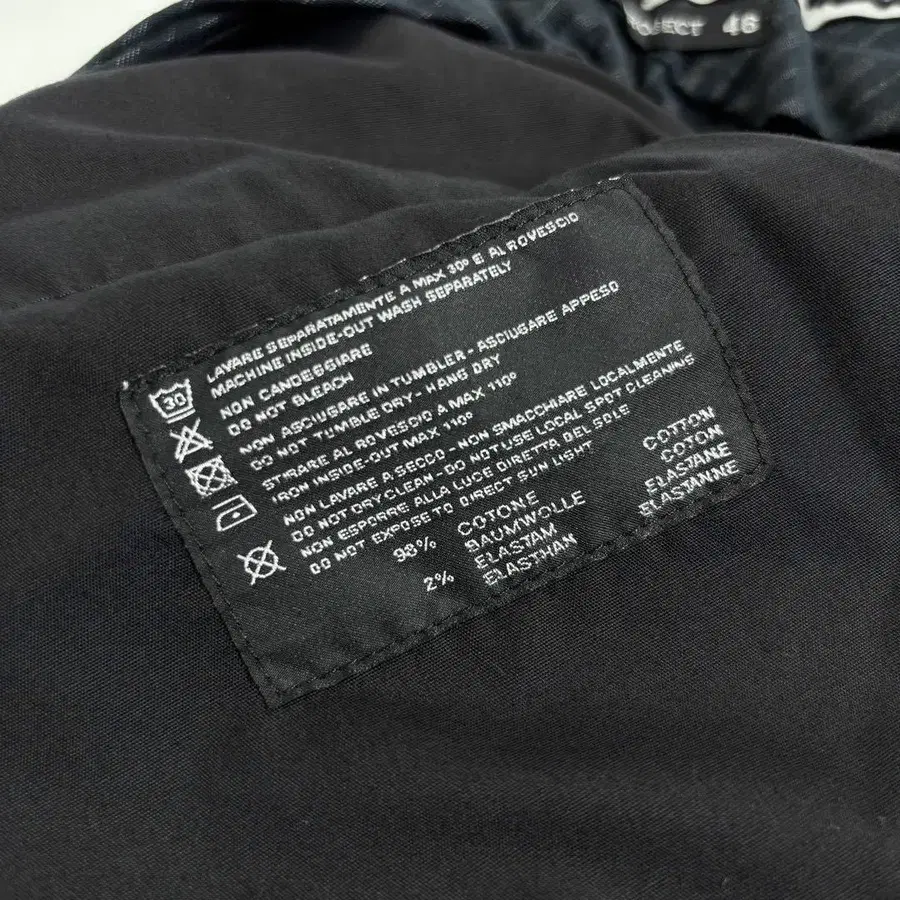 46
30
LAVARE SEPARATAMENTE A MAX 30° E AL ROVESCIO
MACHINE INSIDE-OUT WASH SEPARATELY
NON CANDEGGIARE
DO NOT BLEACH
NON ASCIUGARE IN TUMBLER - ASCIUGARE APPESO
DO NOT TUMBLE DRY - HANG DRY
STIRARE AL ROVESCIO A MAX 110°
IRON INSIDE-OUT MAX 110°
NON LAVARE A SECCO - NON SMACCHIARE LOCALMENTE
DO NOT DRY CLEAN - DO NOT USE LOCAL SPOT CLEANING
NON ESPORRE ALLA LUCE DIRETTA DEL SOLE
DO NOT EXPOSE TO DIRECT SUN LIGHT
98% COTONE COTTON
BAUMWOLLE COTON
2% ELASTAM ELASTANE
ELASTHAN ELASTANNE